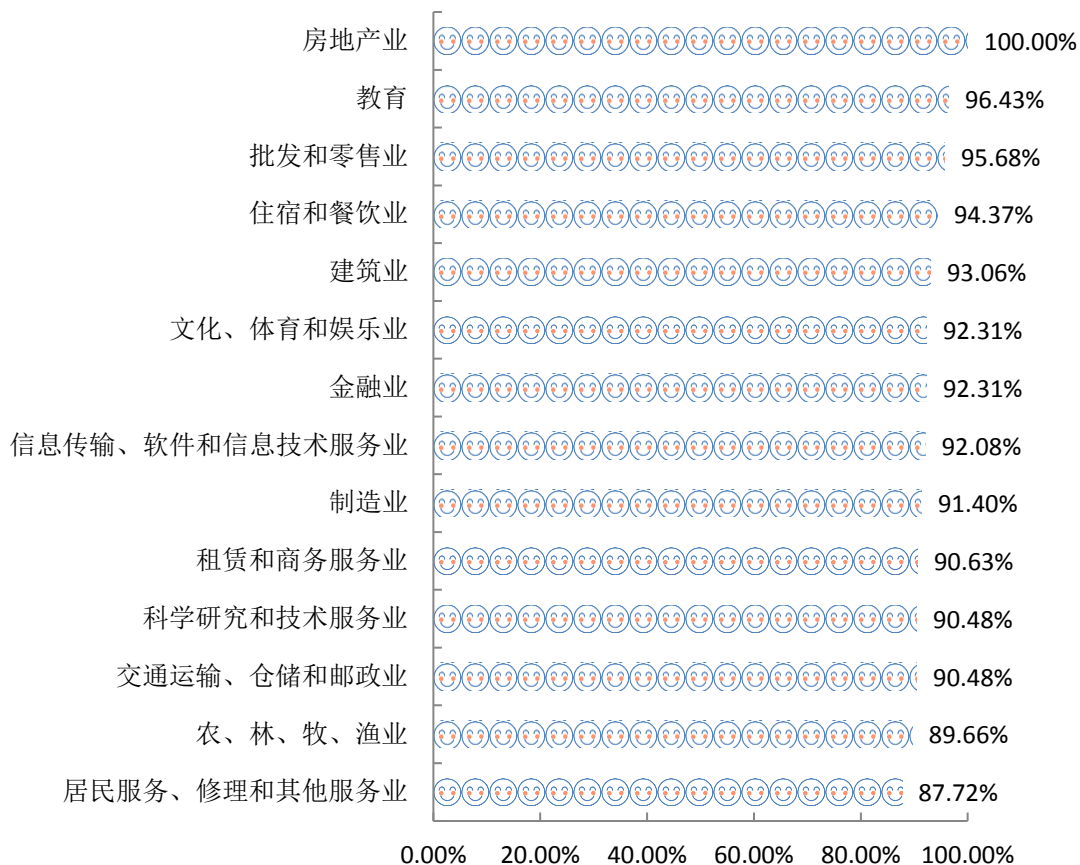 房地产业 100.00%
教育 96.43%
批发和零售业 95.68%
住宿和餐饮业 94.37%
建筑业 93.06%
文化、体育和娱乐业 92.31%
金融业 92.31%
信息传输、软件和信息技术服务业 92.08%
制造业 91.40%
租赁和商务服务业 90.63%
科学研究和技术服务业 90.48%
交通运输、仓储和邮政业 90.48%
农、林、牧、渔业 89.66%
居民服务、修理和其他服务业 87.72%
0.00% 20.00% 40.00% 60.00% 80.00% 100.00%